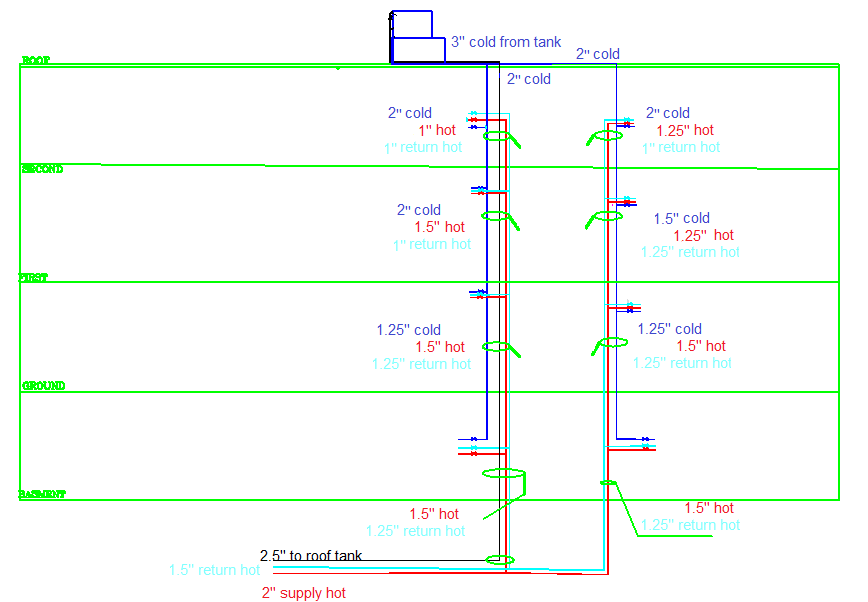 3" cold from tank
2" cold
ROOF
2" cold
2" cold
1" hot
1" return hot
2" cold
1.25" hot
1" return hot
SECOND
2" cold
1.5" hot
1" return hot
1.5" cold
1.25" hot
1.25" return hot
FIRST
1.25" cold
1.5" hot
1.25" return hot
1.25" cold
1.5" hot
1.25" return hot
GROUND
BASMENT
1.5" hot
1.25" return hot
1.5" hot
1.25" return hot
2.5" to roof tank
1.5" return hot
2" supply hot